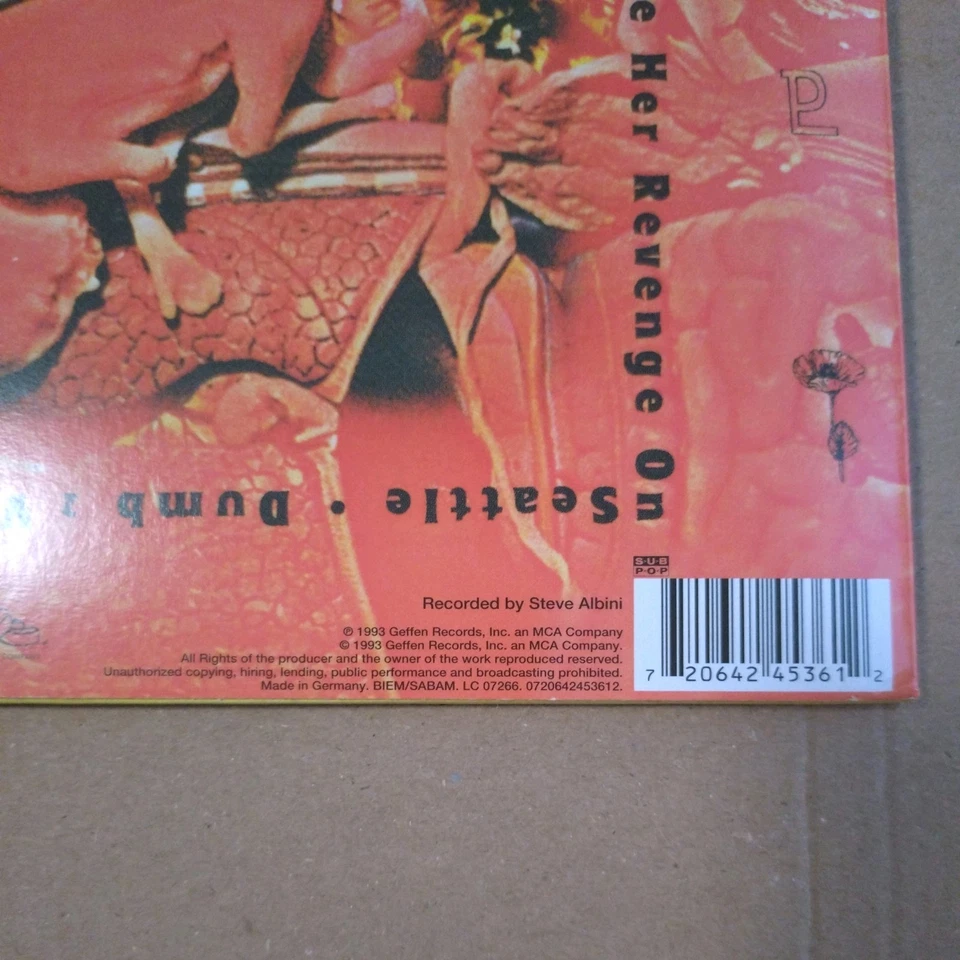 e Her Revenge On
Seattle • Dumb
SUB
POP
Recorded by Steve Albini
℗ 1993 Geffen Records, Inc. an MCA Company
© 1993 Geffen Records, Inc. an MCA Company.
All Rights of the producer and the owner of the work reproduced reserved.
Unauthorized copying, hiring, lending, public performance and broadcasting prohibited.
Made in Germany. BIEM/SABAM. LC 07266. 0720642453612.
7 20642 45361 2